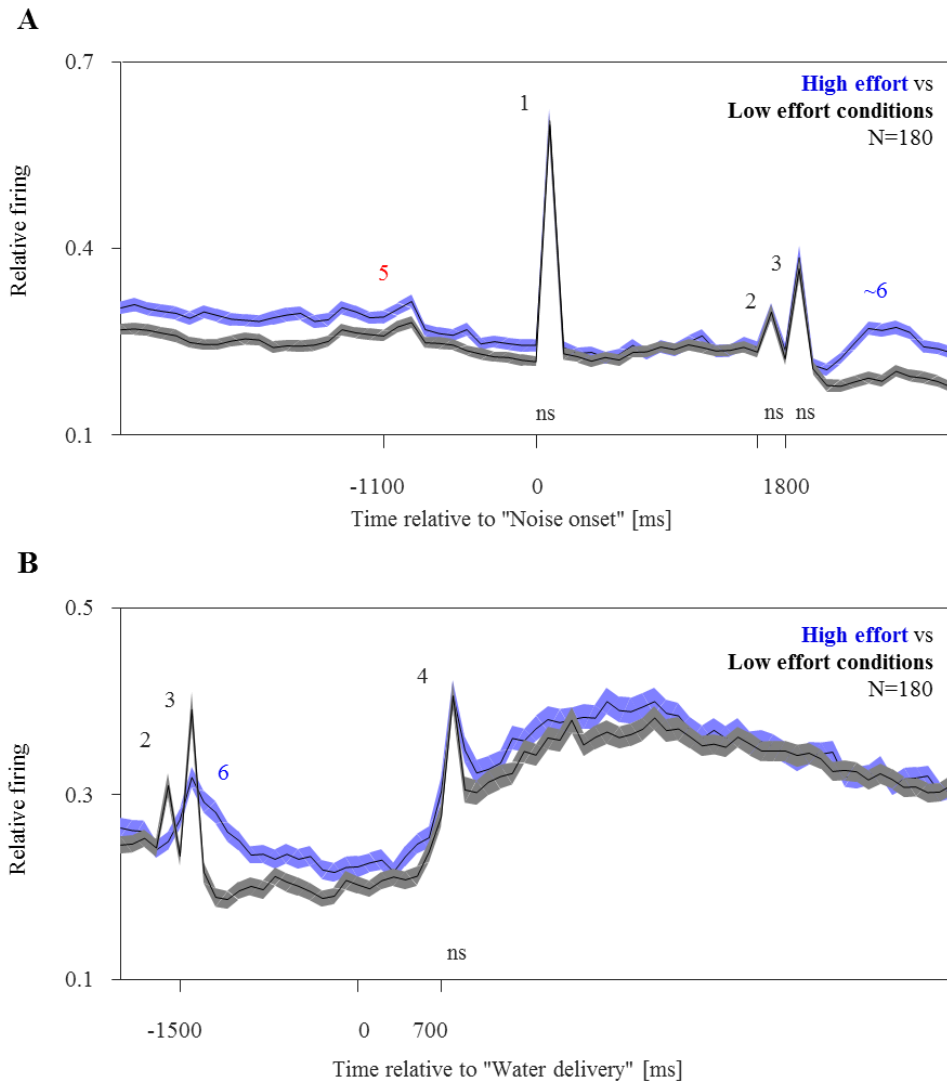 A
0.7
High effort vs
Low effort conditions
N=180
1
Relative firing
0.4
5
3
2
~6
ns
ns
ns
0.1
-1100
0
1800
Time relative to "Noise onset" [ms]
B
0.5
High effort vs
Low effort conditions
N=180
4
3
2
6
Relative firing
0.3
ns
0.1
-1500
0
700
Time relative to "Water delivery" [ms]